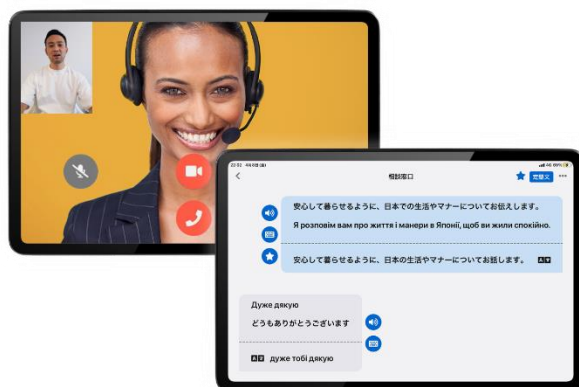 相談窓口
定型文
安心して暮らせるように、日本での生活やマナーについてお伝えします。
Я розповім вам про життя і манери в Японії, щоб ви жили спокійно.
安心して暮らせるように、日本の生活やマナーについてお話します。
Дуже дякую
どうもありがとうございます
дуже тобі дякую